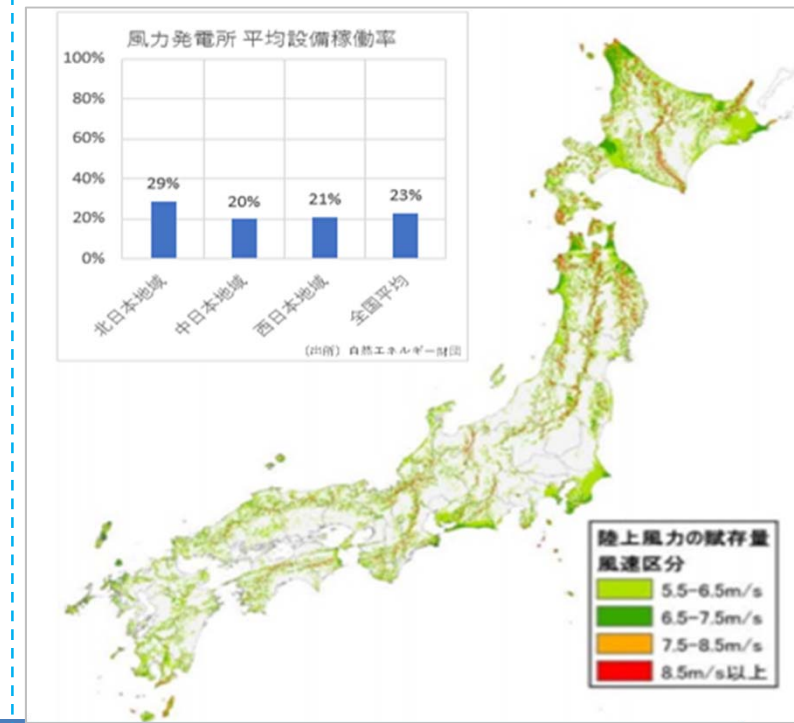 風力発電所 平均設備稼働率
100%
80%
60%
40%
20%
0%
29%
20%
21%
23%
北日本地域
中日本地域
西日本地域
全国平均
(出所) 自然エネルギー財団
陸上風力の賦存量
風速区分
5.5-6.5m/s
6.5-7.5m/s
7.5-8.5m/s
8.5m/s以上